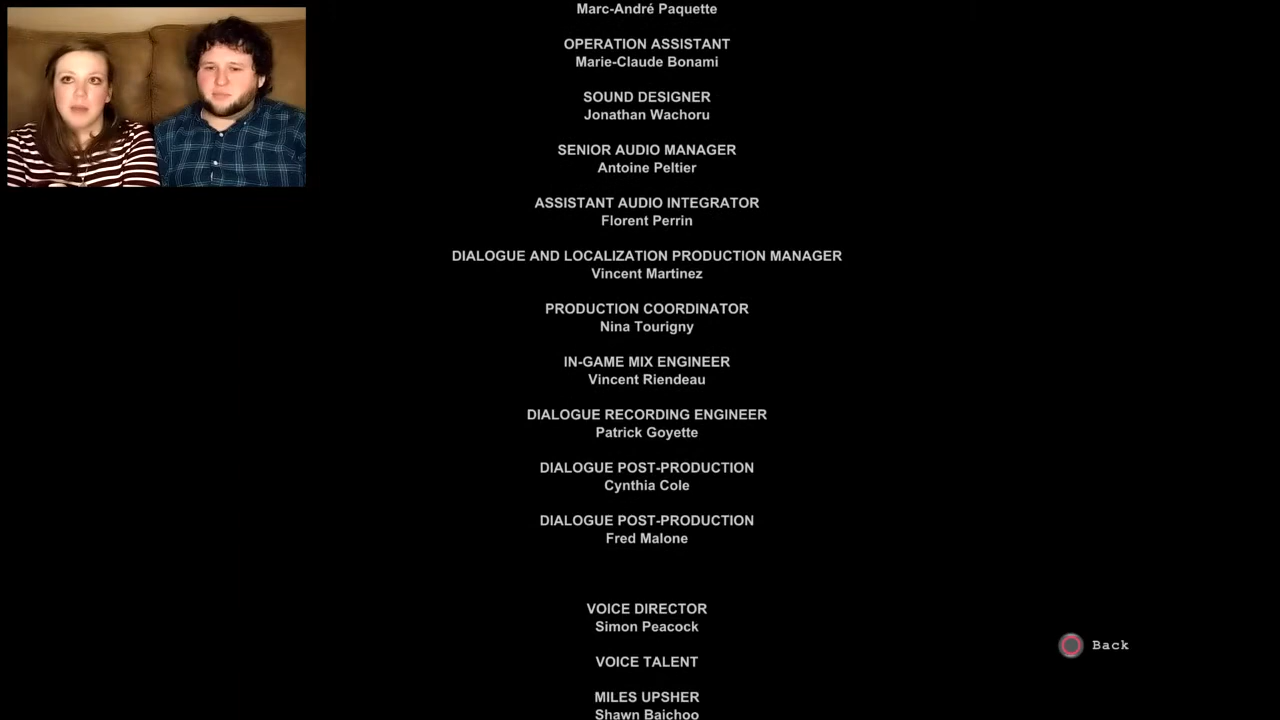 Marc-André Paquette
OPERATION ASSISTANT
Marie-Claude Bonami
SOUND DESIGNER
Jonathan Wachoru
SENIOR AUDIO MANAGER
Antoine Peltier
ASSISTANT AUDIO INTEGRATOR
Florent Perrin
DIALOGUE AND LOCALIZATION PRODUCTION MANAGER
Vincent Martinez
PRODUCTION COORDINATOR
Nina Tourigny
IN-GAME MIX ENGINEER
Vincent Riendeau
DIALOGUE RECORDING ENGINEER
Patrick Goyette
DIALOGUE POST-PRODUCTION
Cynthia Cole
DIALOGUE POST-PRODUCTION
Fred Malone
VOICE DIRECTOR
Simon Peacock
Back
VOICE TALENT
MILES UPSHER
Shawn Baichoo